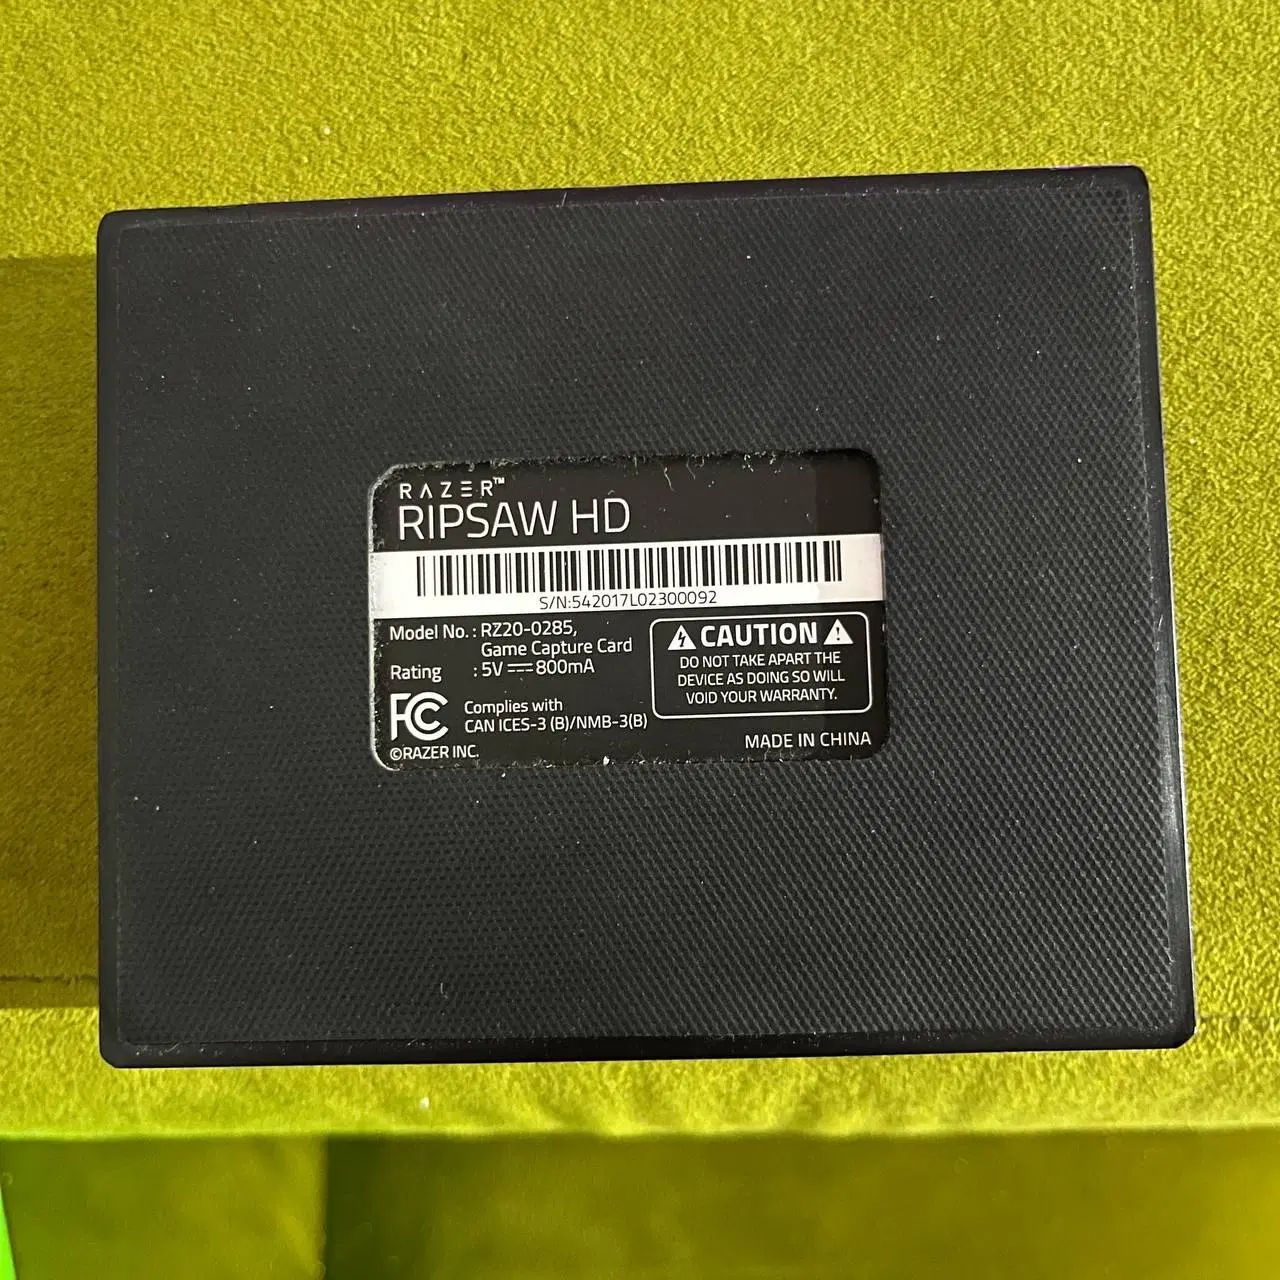 RAZER™
RIPSAW HD
S/N:542017L02300092
Model No. : RZ20-0285,
Game Capture Card
Rating : 5V ⎓ 800mA
FC Complies with
CAN ICES-3 (B)/NMB-3(B)
©RAZER INC.
CAUTION
DO NOT TAKE APART THE
DEVICE AS DOING SO WILL
VOID YOUR WARRANTY.
MADE IN CHINA